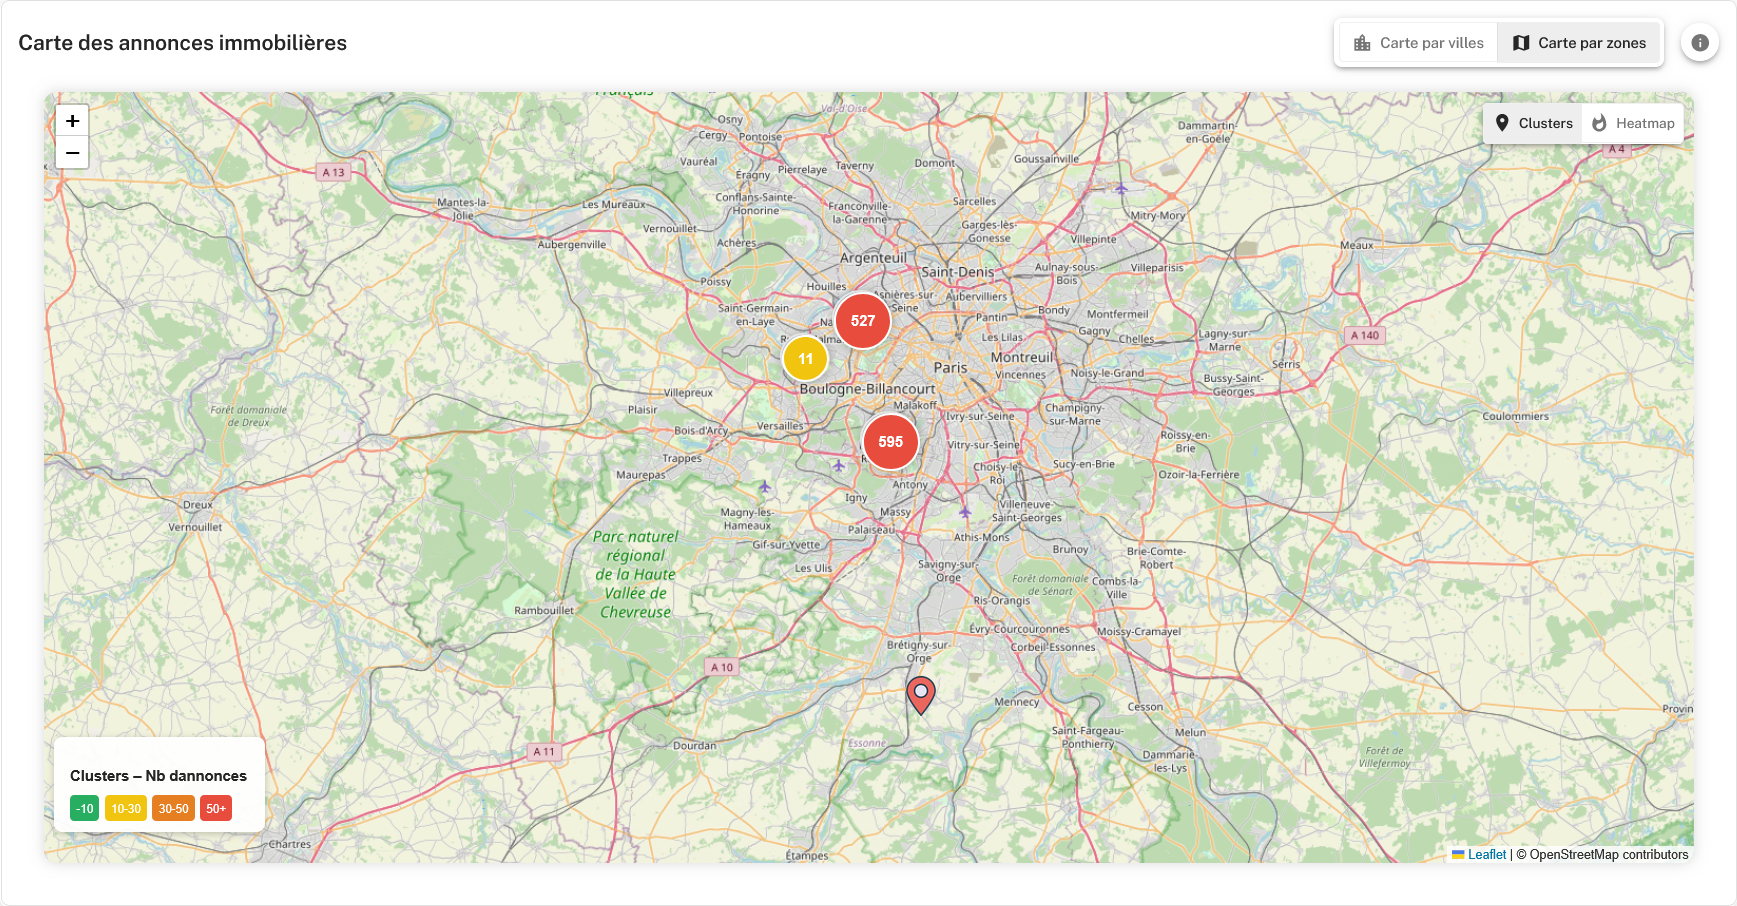 Carte des annonces immobilières
Carte par villes
Carte par zones
+
−
Clusters
Heatmap
Français
Val-d'Oise
Osny
Cergy
Pontoise
Dammartin-
en-Goële
A 4
Vauréal
Pierrelaye
Taverny
Domont
Goussainville
Éragny
A 13
Mantes-la-
Jolie
Les Mureaux
Conflans-Sainte-
Honorine
Franconville-
la-Garenne
Sarcelles
Mitry-Mory
Vernouillet
Garges-lès-
Gonesse
Villepinte
Aubergenville
Achères
Meaux
Argenteuil
Saint-Denis
Aulnay-sous-
Bois
Villeparisis
Poissy
Houilles
Asnières-sur-
Seine
Aubervilliers
Saint-Germain-
en-Laye
527
Pantin
Bondy
Montfermeil
Gagny
Les Lilas
Chelles
Lagny-sur-
Marne
A 140
11
Paris
Montreuil
Vincennes
Noisy-le-Grand
Serris
Bussy-Saint-
Georges
Boulogne-Billancourt
Villepreux
Plaisir
Malakoff
Ivry-sur-Seine
Champigny-
sur-Marne
Coulommiers
Forêt domaniale
de Dreux
Bois-d'Arcy
Versailles
595
Vitry-sur-Seine
Roissy-en-
Brie
Trappes
Maurepas
Choisy-le-
Roi
Sucy-en-Brie
Ozoir-la-Ferrière
Antony
Igny
Dreux
Vernouillet
Magny-les-
Hameaux
Massy
Villeneuve-
Saint-Georges
Palaiseau
Athis-Mons
Parc naturel
régional
de la Haute
Vallée de
Chevreuse
Gif-sur-Yvette
Brunoy
Brie-Comte-
Robert
Les Ulis
Savigny-sur-
Orge
Forêt domaniale
de Sénart
Combs-la-
Ville
Rambouillet
Ris-Orangis
Évry-Courcouronnes
Moissy-Cramayel
Brétigny-sur-
Orge
Corbeil-Essonnes
A 10
Mennecy
Cesson
Provin
Saint-Fargeau-
Ponthierry
Melun
Dourdan
Essonne
A 11
Dammarie-
les-Lys
Forêt de
Villefermoy
Clusters – Nb dannonces
-10
10-30
30-50
50+
Chartres
Étampes
Leaflet | © OpenStreetMap contributors